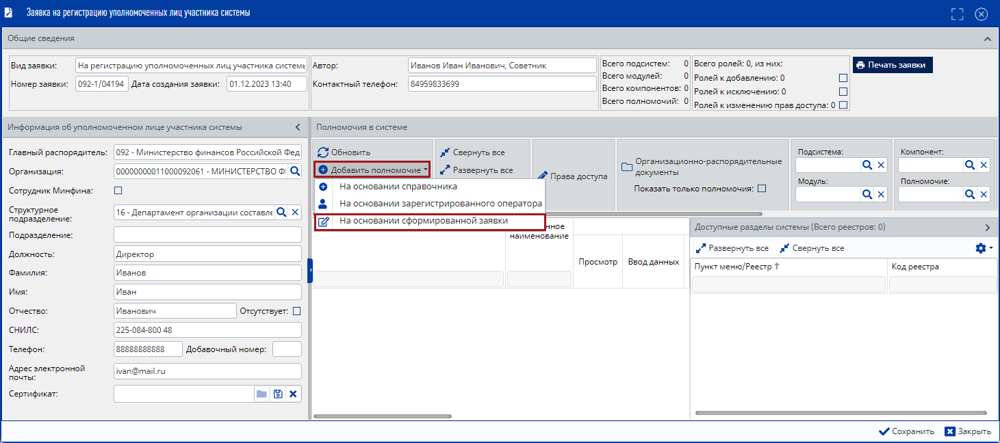 Заявка на регистрацию уполномоченных лиц участника системы
Общие сведения
Вид заявки: На регистрацию уполномоченных лиц участника системы
Номер заявки: 092-1/04194 Дата создания заявки: 01.12.2023 13:40
Автор: Иванов Иван Иванович, Советник
Контактный телефон: 84959833699
Всего подсистем: 0
Всего модулей: 0
Всего компонентов: 0
Всего полномочий: 0
Всего ролей: 0, из них:
Ролей к добавлению: 0
Ролей к исключению: 0
Ролей к изменению прав доступа: 0
Печать заявки
Информация об уполномоченном лице участника системы
Главный распорядитель: 092 - Министерство финансов Российской Фед
Организация: 00000000011000092061 - МИНИСТЕРСТВО
Сотрудник Минфина:
Структурное
подразделение:
16 - Департамент организации составле
Подразделение:
Должность: Директор
Фамилия: Иванов
Имя: Иван
Отчество: Иванович Отсутствует:
СНИЛС: 225-084-800 48
Телефон: 88888888888 Добавочный номер:
Адрес электронной
почты:
ivan@mail.ru
Сертификат:
Полномочия в системе
Обновить
Добавить полномочие
Свернуть все
Развернуть все
На основании справочника
На основании зарегистрированного оператора
На основании сформированной заявки
Права доступа
Организационно-распорядительные
документы
Показать только полномочия:
Подсистема:
Модуль:
Компонент:
Полномочие:
нное
наименование
Просмотр
Ввод данных
Доступные разделы системы (Всего реестров: 0)
Развернуть все Свернуть все
Пункт меню/Реестр ↑ Код реестра
Сохранить Закрыть